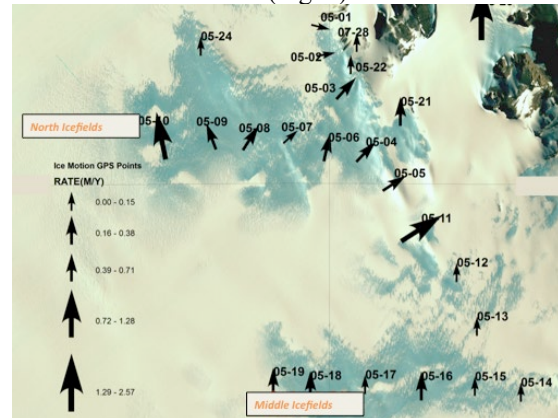 05-01
05-24
07-28
05-02
05-22
05-03
05-21
05-10
05-09
05-08
05-07
05-06
05-04
North Icefields
Ice Motion GPS Points
RATE(M/Y)
0.00 - 0.15
0.16 - 0.38
0.39 - 0.71
0.72 - 1.28
1.29 - 2.57
05-05
05-11
05-12
05-13
05-19
05-18
05-17
05-16
05-15
05-14
Middle Icefields